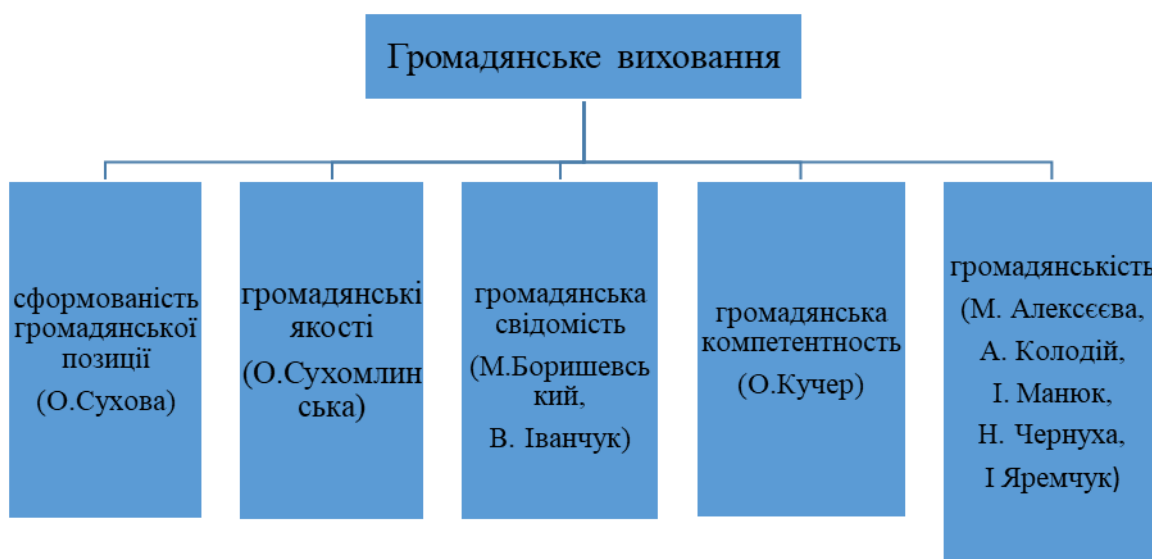 Громадянське виховання
сформованість
громадянської
позиції
(О.Сухова)
громадянські
якості
(О.Сухомлин
ська)
громадянська
свідомість
(М.Боришевсь
кий,
В. Іванчук)
громадянська
компетентность
(О.Кучер)
громадянськість
(М. Алексєєва,
А. Колодій,
І. Манюк,
Н. Чернуха,
І Яремчук)